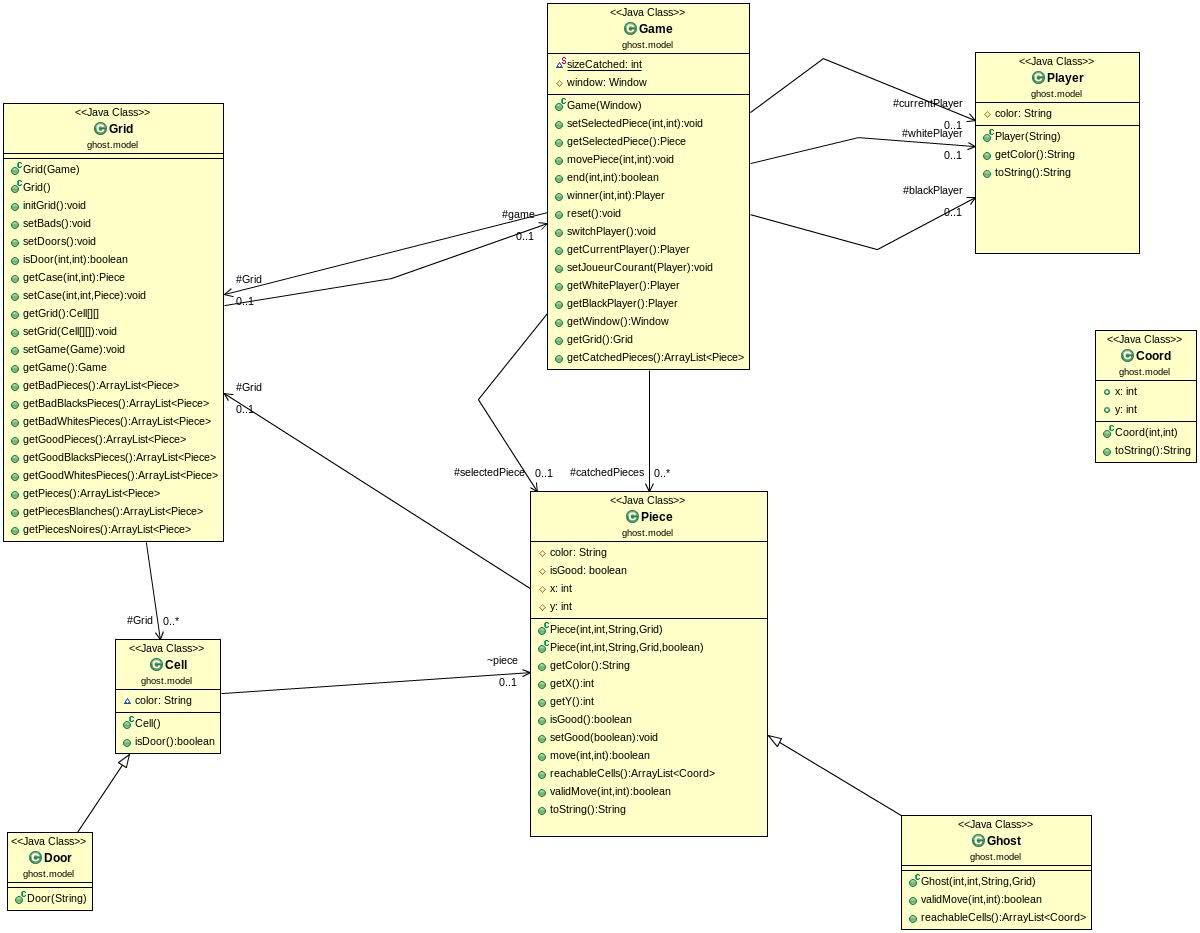 <<Java Class>>
Game
ghost.model
sizeCatched: int
window: Window
Game(Window)
setSelectedPiece(int,int):void
getSelectedPiece():Piece
movePiece(int,int):void
end(int,int):boolean
winner(int,int):Player
reset():void
switchPlayer():void
getCurrentPlayer():Player
setJoueurCourant(Player):void
getWhitePlayer():Player
getBlackPlayer():Player
getWindow():Window
getGrid():Grid
getCatchedPieces():ArrayList<Piece>
#currentPlayer
0..1
#whitePlayer
0..1
#blackPlayer
0..1
<<Java Class>>
Player
ghost.model
color: String
Player(String)
getColor():String
toString():String
<<Java Class>>
Grid
ghost.model
Grid(Game)
Grid()
initGrid():void
setBads():void
setDoors():void
isDoor(int,int):boolean
getCase(int,int):Piece
setCase(int,int,Piece):void
getGrid():Cell[][]
setGrid(Cell[][]):void
setGame(Game):void
getGame():Game
getBadPieces():ArrayList<Piece>
getBadBlacksPieces():ArrayList<Piece>
getBadWhitesPieces():ArrayList<Piece>
getGoodPieces():ArrayList<Piece>
getGoodBlacksPieces():ArrayList<Piece>
getGoodWhitesPieces():ArrayList<Piece>
getPieces():ArrayList<Piece>
getPiecesBlanches():ArrayList<Piece>
getPiecesNoires():ArrayList<Piece>
#game
0..1
#Grid
0..1
#Grid
0..1
<<Java Class>>
Coord
ghost.model
x: int
y: int
Coord(int,int)
toString():String
#selectedPiece
0..1
#catchedPieces
0..*
<<Java Class>>
Piece
ghost.model
color: String
isGood: boolean
x: int
y: int
Piece(int,int,String,Grid)
Piece(int,int,String,Grid,boolean)
getColor():String
getX():int
getY():int
isGood():boolean
setGood(boolean):void
move(int,int):boolean
reachableCells():ArrayList<Coord>
validMove(int,int):boolean
toString():String
#Grid
0..*
<<Java Class>>
Cell
ghost.model
color: String
Cell()
isDoor():boolean
~piece
0..1
<<Java Class>>
Door
ghost.model
Door(String)
<<Java Class>>
Ghost
ghost.model
Ghost(int,int,String,Grid)
validMove(int,int):boolean
reachableCells():ArrayList<Coord>